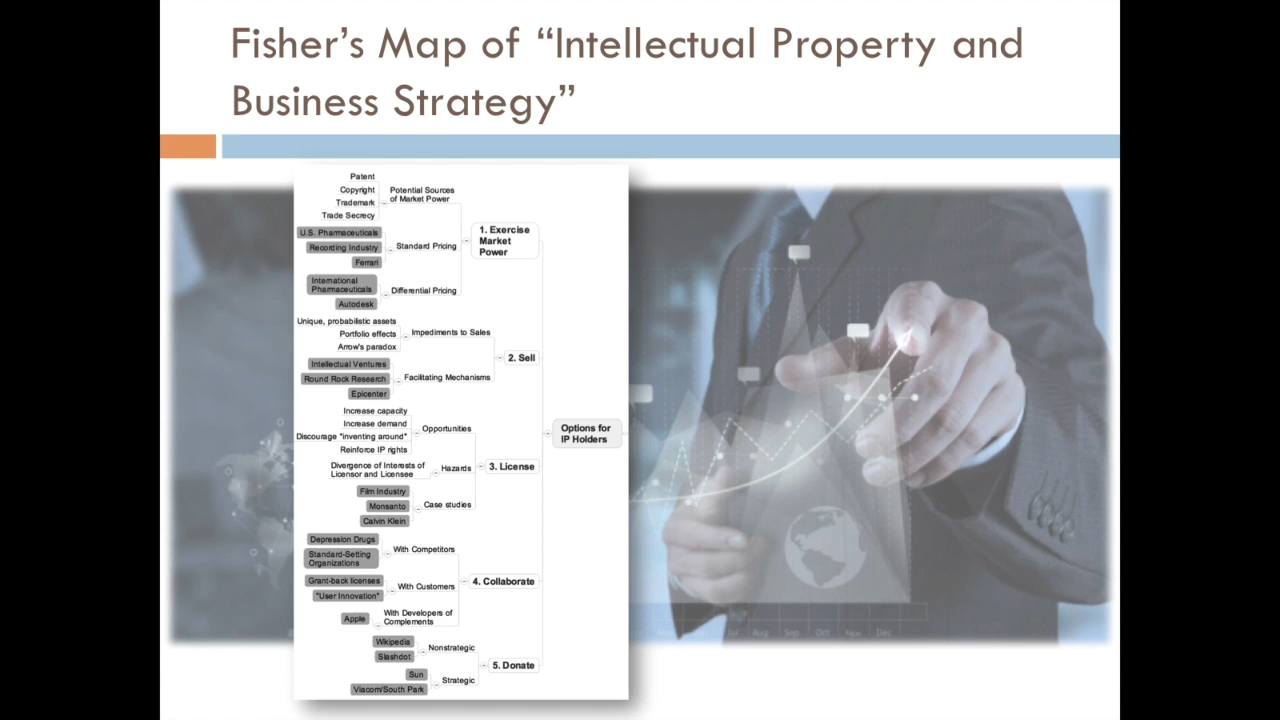 Fisher's Map of “Intellectual Property and
Business Strategy”
Patent
Copyright
Trademark
Trade Secrecy
Potential Sources
of Market Power
U.S. Pharmaceuticals
Recording Industry
Ferrari
Standard Pricing
International
Pharmaceuticals
Autodesk
Differential Pricing
1. Exercise
Market
Power
Unique, probabilistic assets
Portfolio effects
Arrow's paradox
Impediments to Sales
Intellectual Ventures
Round Rock Research
Epicenter
Facilitating Mechanisms
2. Sell
Increase capacity
Increase demand
Discourage "inventing around"
Reinforce IP rights
Opportunities
Divergence of Interests of
Licensor and Licensee
Hazards
Film Industry
Monsanto
Calvin Klein
Case studies
3. License
Options for
IP Holders
Depression Drugs
Standard-Setting
Organizations
With Competitors
Grant-back licenses
"User Innovation"
With Customers
Apple
With Developers of
Complements
4. Collaborate
Wikipedia
Slashdot
Nonstrategic
Sun
Viacom/South Park
Strategic
5. Donate
Jul Aug Sep Oct Nov Dec